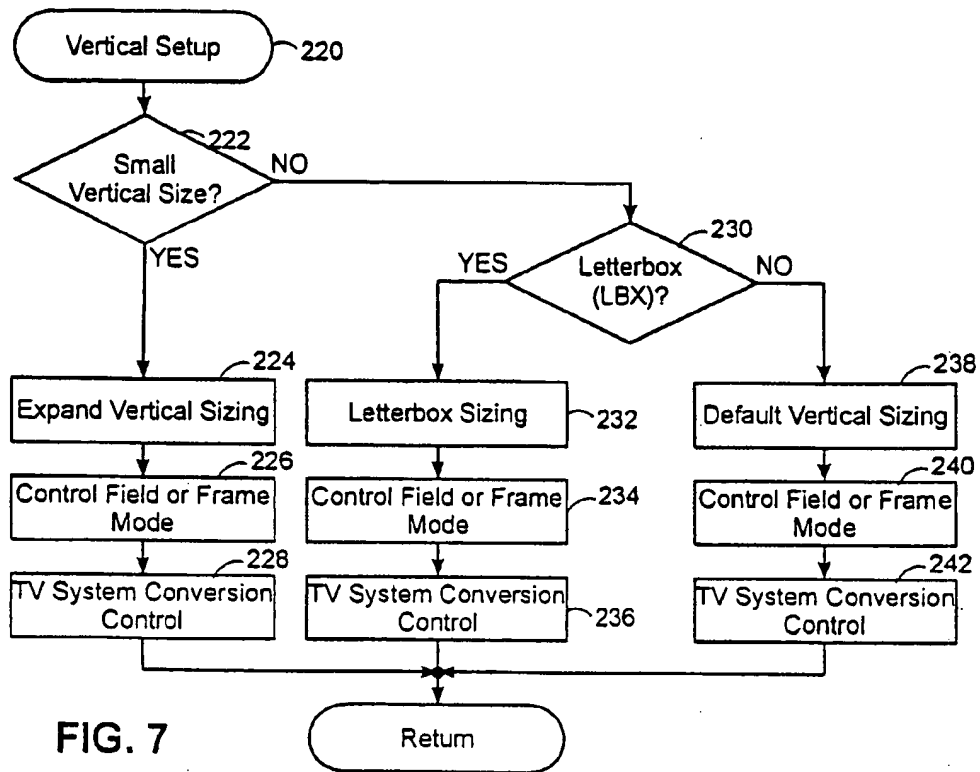 Vertical Setup
220
222
Small
Vertical Size?
NO
YES
230
Letterbox
(LBX)?
YES
NO
224
Expand Vertical Sizing
226
Control Field or Frame
Mode
228
TV System Conversion
Control
Letterbox Sizing
232
Control Field or Frame
Mode
234
TV System Conversion
Control
236
238
Default Vertical Sizing
240
Control Field or Frame
Mode
242
TV System Conversion
Control
Return
FIG. 7